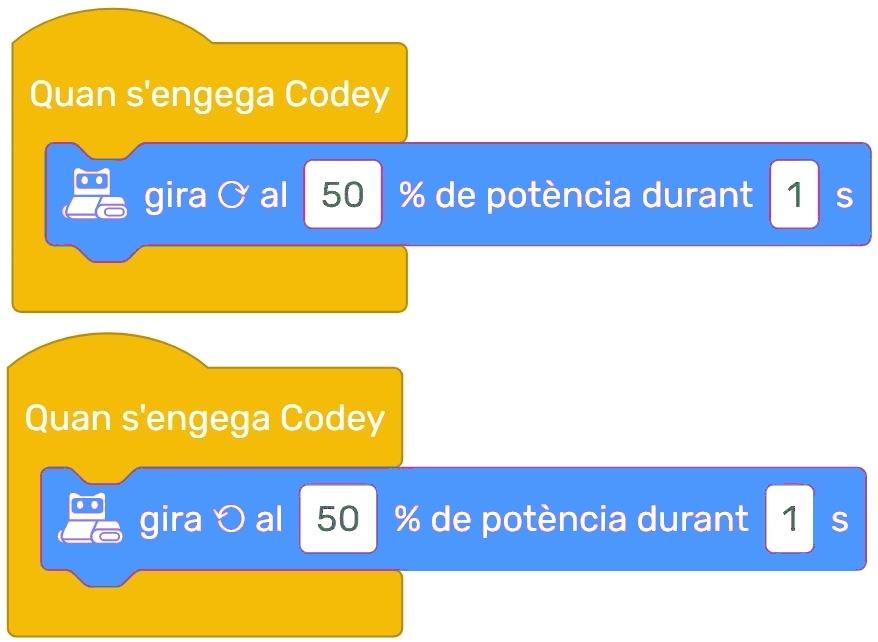 Quan s'engega Codey
gira ⟳ al 50 % de potència durant 1 s
Quan s'engega Codey
gira ⟲ al 50 % de potència durant 1 s